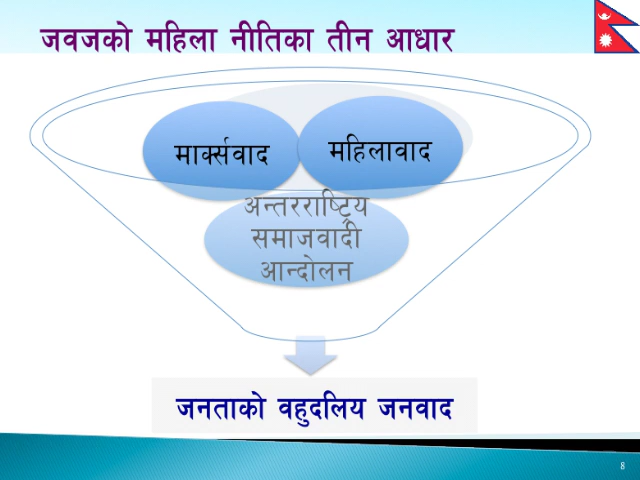 जवजको महिला नीतिका तीन आधार
मार्क्सवाद
महिलावाद
अन्तरराष्ट्रिय
समाजवादी
आन्दोलन
जनताको वहुदलिय जनवाद
8